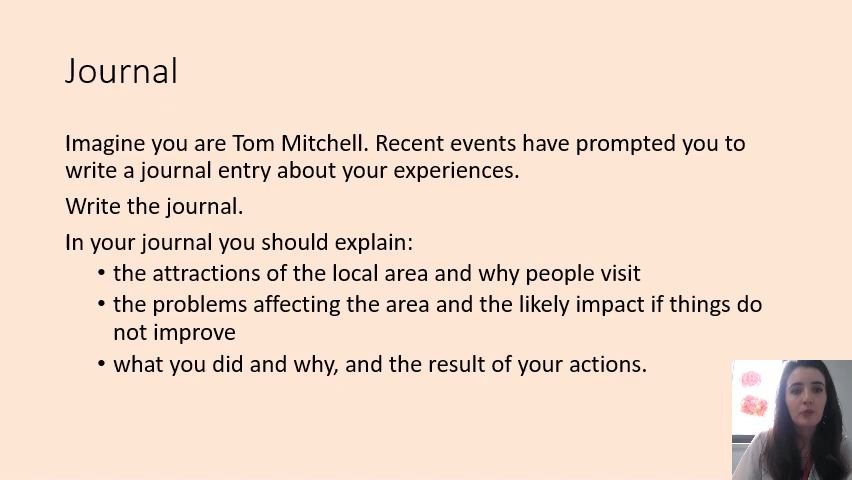 Journal
Imagine you are Tom Mitchell. Recent events have prompted you to
write a journal entry about your experiences.
Write the journal.
In your journal you should explain:
• the attractions of the local area and why people visit
• the problems affecting the area and the likely impact if things do
not improve
• what you did and why, and the result of your actions.